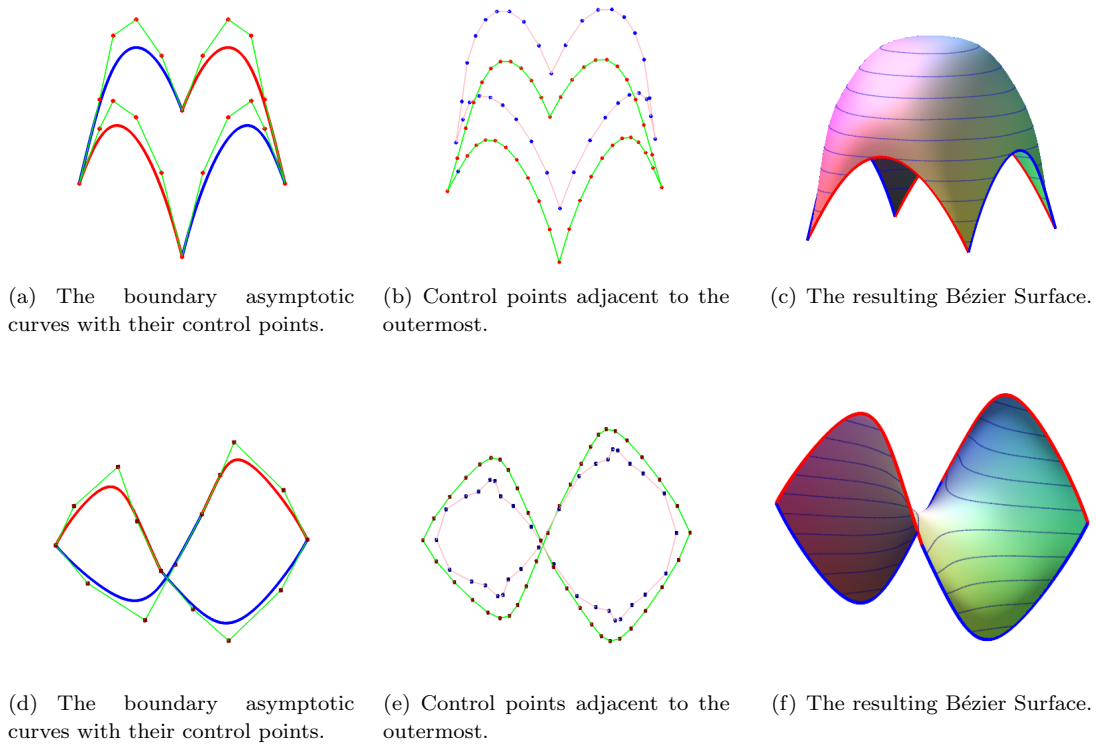 (a) The boundary asymptotic
curves with their control points.
(b) Control points adjacent to the
outermost.
(c) The resulting Bézier Surface.
(d) The boundary asymptotic
curves with their control points.
(e) Control points adjacent to the
outermost.
(f) The resulting Bézier Surface.